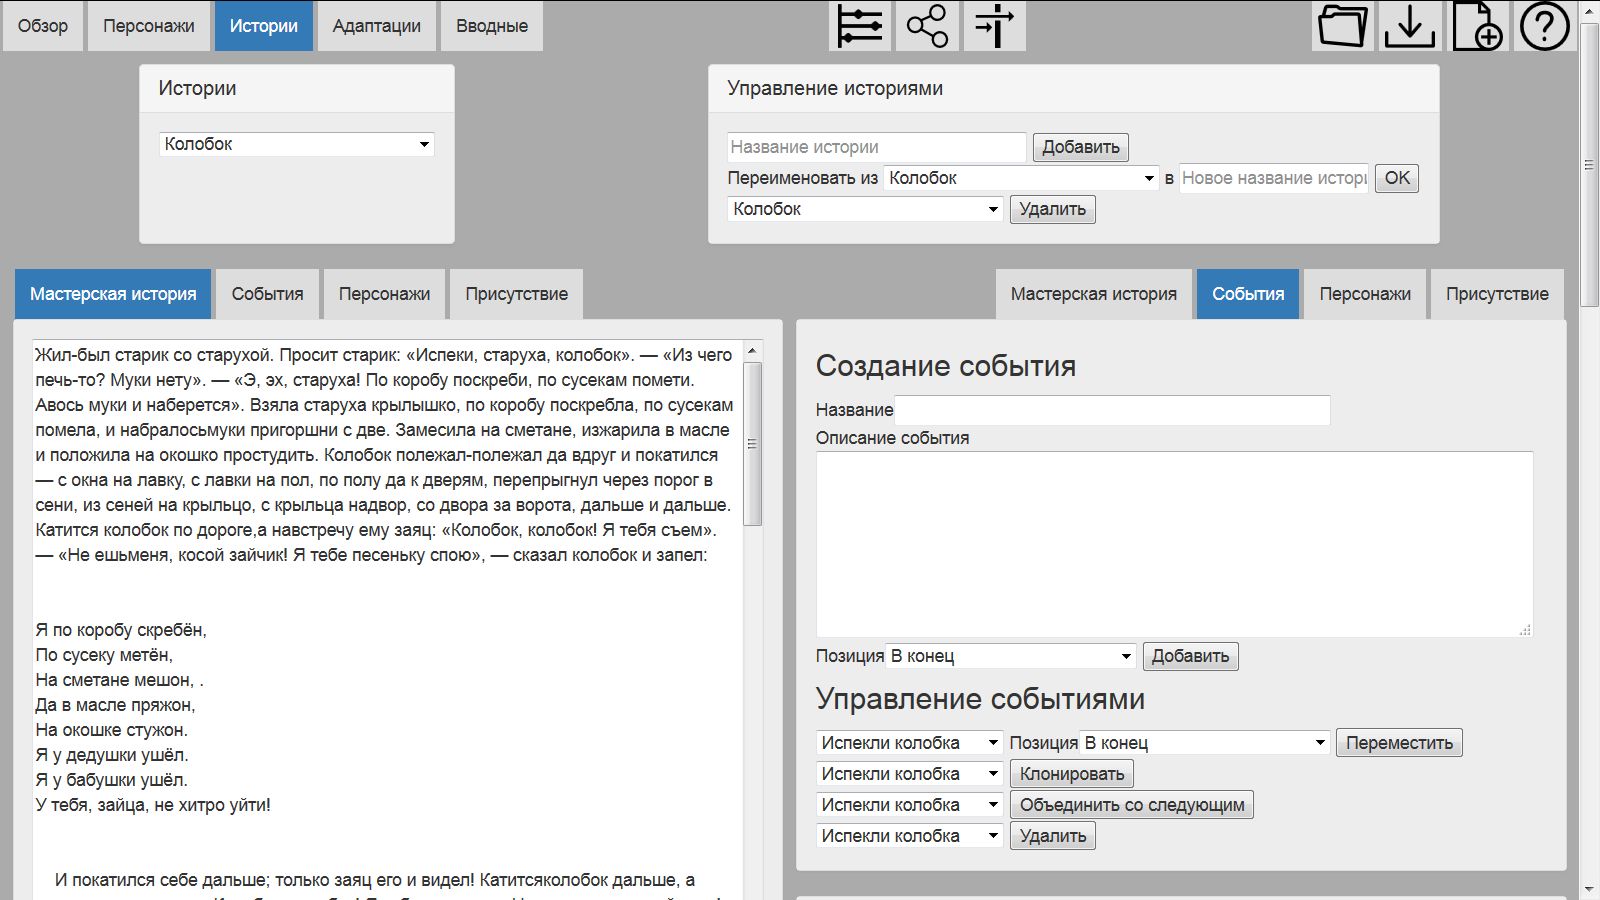 Обзор Персонажи Истории Адаптации Вводные
Истории
Колобок
Управление историями
Название истории Добавить
Переименовать из Колобок в Новое название истори OK
Колобок Удалить
Мастерская история События Персонажи Присутствие
Жил-был старик со старухой. Просит старик: «Испеки, старуха, колобок». — «Из чего
печь-то? Муки нету». — «Э, эх, старуха! По коробу поскреби, по сусекам помети.
Авось муки и наберется». Взяла старуха крылышко, по коробу поскребла, по сусекам
помела, и набралосьмуки пригоршни с две. Замесила на сметане, изжарила в масле
и положила на окошко простудить. Колобок полежал-полежал да вдруг и покатился
— с окна на лавку, с лавки на пол, по полу да к дверям, перепрыгнул через порог в
сени, из сеней на крыльцо, с крыльца надвор, со двора за ворота, дальше и дальше.
Катится колобок по дороге,а навстречу ему заяц: «Колобок, колобок! Я тебя съем».
— «Не ешьменя, косой зайчик! Я тебе песеньку спою», — сказал колобок и запел:
Я по коробу скребён,
По сусеку метён,
На сметане мешон, .
Да в масле пряжон,
На окошке стужон.
Я у дедушки ушёл.
Я у бабушки ушёл.
У тебя, зайца, не хитро уйти!
И покатился себе дальше; только заяц его и видел! Катитсяколобок дальше, а
Мастерская история События Персонажи Присутствие
Создание события
Название
Описание события
Позиция В конец Добавить
Управление событиями
Испекли колобка Позиция В конец Переместить
Испекли колобка Клонировать
Испекли колобка Объединить со следующим
Испекли колобка Удалить